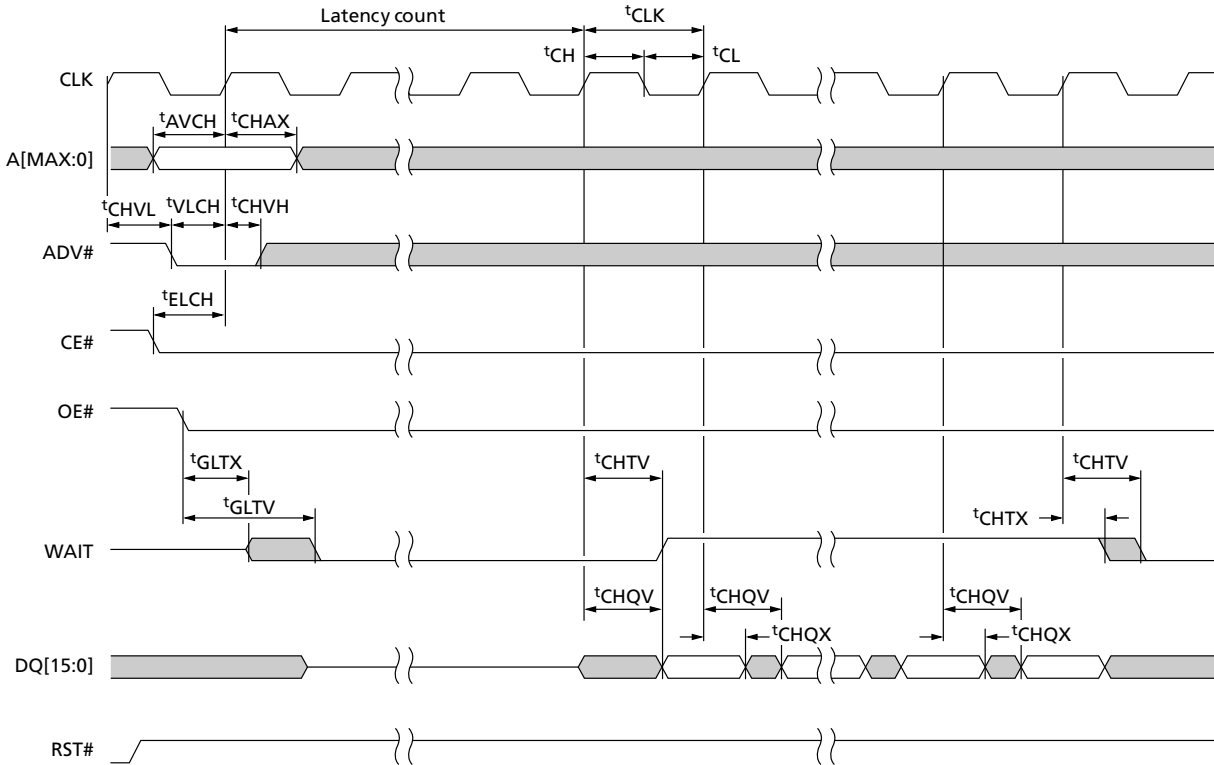 Latency count
tCLK
tCH
tCL
CLK
tAVCH
tCHAX
A[MAX:0]
tCHVL
tVLCH
tCHVH
ADV#
tELCH
CE#
OE#
tGLTX
tCHTV
tCHTV
tGLTV
tCHTX
WAIT
tCHQV
tCHQV
tCHQV
tCHQX
tCHQX
DQ[15:0]
RST#